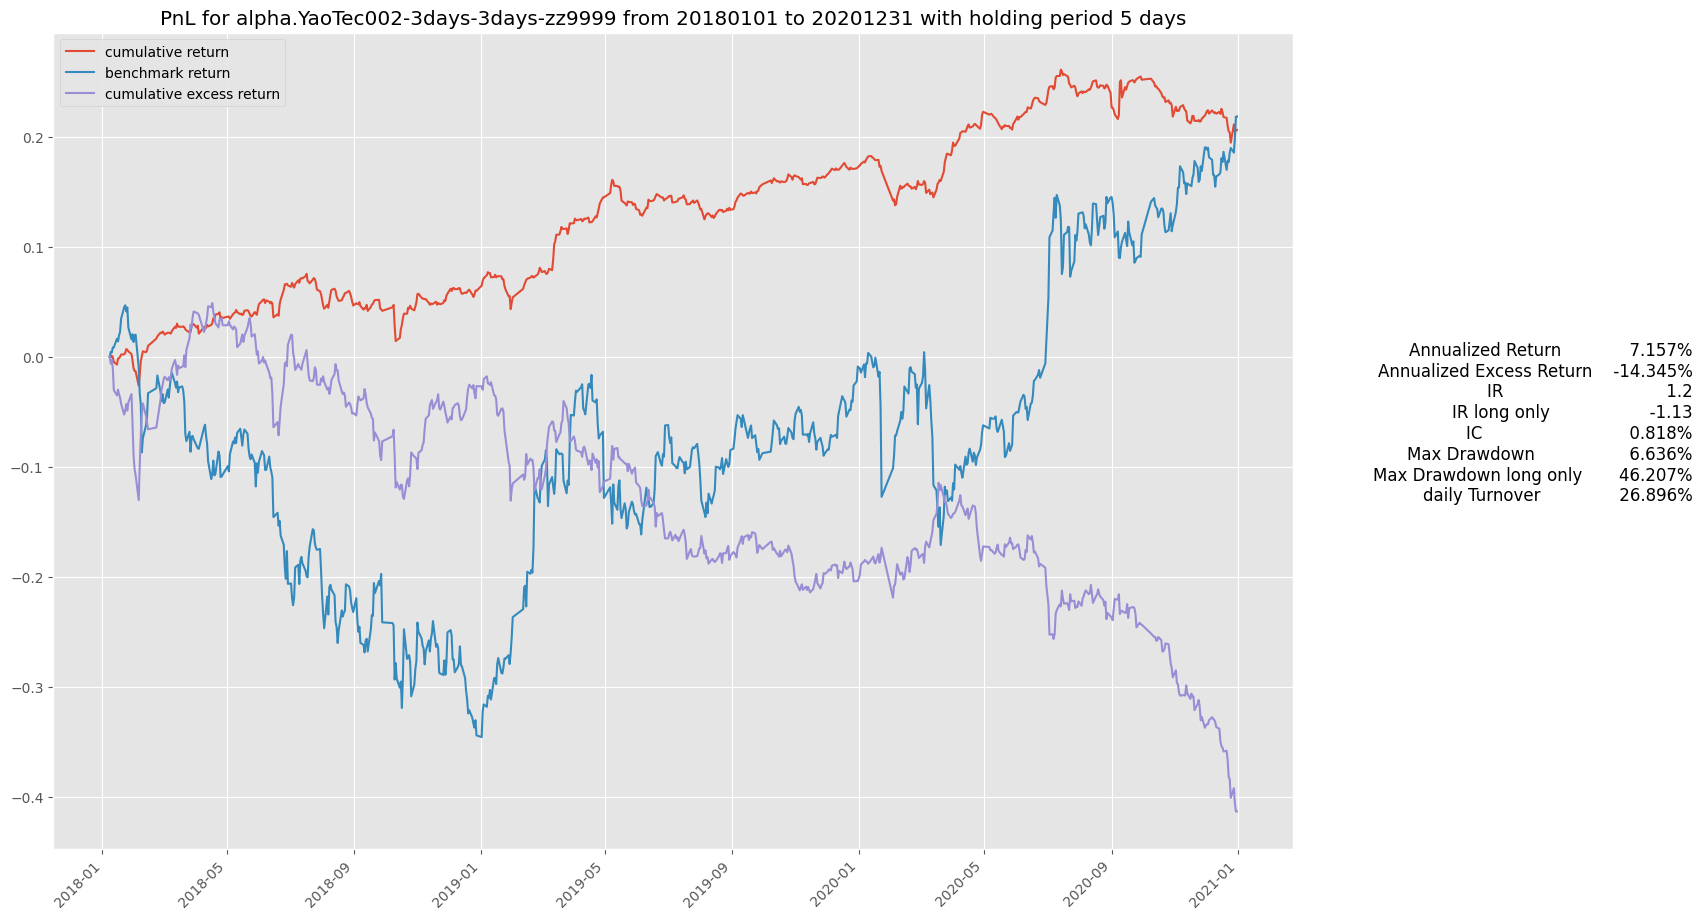 PnL for alpha.YaoTec002-3days-3days-zz9999 from 20180101 to 20201231 with holding period 5 days
cumulative return
benchmark return
cumulative excess return
0.2
0.1
0.0
−0.1
−0.2
−0.3
−0.4
2018-01
2018-05
2018-09
2019-01
2019-05
2019-09
2020-01
2020-05
2020-09
2021-01
Annualized Return 7.157%
Annualized Excess Return -14.345%
IR 1.2
IR long only -1.13
IC 0.818%
Max Drawdown 6.636%
Max Drawdown long only 46.207%
daily Turnover 26.896%